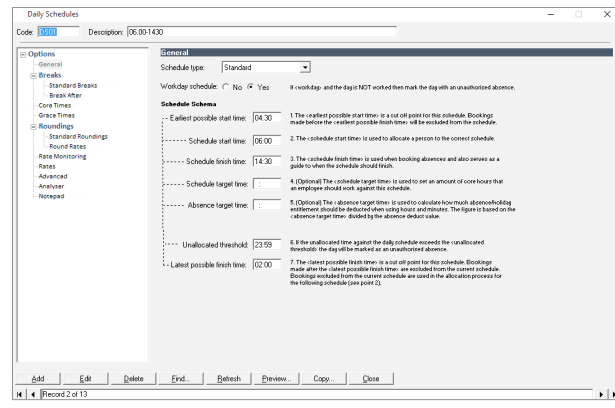 Daily Schedules
Code: DS01 Description: 06.00-1430
Options
General
Breaks
Standard Breaks
Break After
Core Times
Grace Times
Roundings
Standard Roundings
Round Rates
Rate Monitoring
Rates
Advanced
Analyser
Notepad
General
Schedule type: Standard
Workday schedule: No Yes If <workday> and the day is NOT worked then mark the day with an unauthorised absence.
Schedule Schema
Earliest possible start time: 04:30
1. The <earliest possible start time> is a cut off point for this schedule. Bookings
made before the <earliest possible finish time> will be excluded from the schedule.
Schedule start time: 06:00
2. The <schedule start time> is used to allocate a person to the correct schedule.
Schedule finish time: 14:30
3. The <schedule finish time> is used when booking absences and also serves as a
guide to when the schedule should finish.
Schedule target time: :
4. (Optional) The <schedule target time> is used to set an amount of core hours that
an employee should work against this schedule.
Absence target time: :
5. (Optional) The <absence target time> is used to calculate how much absence/holiday
entitlement should be deducted when using hours and minutes. The figure is based on the
<absence target time> divided by the absence deduct value.
Unallocated threshold: 23:59
6. If the unallocated time against the daily schedule exceeds the <unallocated
threshold> the day will be marked as an unauthorised absence.
Latest possible finish time: 02:00
7. The <latest possible finish time> is a cut off point for this schedule. Bookings
made after the <latest possible finish time> are excluded from the current schedule.
Bookings excluded from the current schedule are used in the allocation process for
the following schedule (see point 2).
Add Edit Delete Find... Refresh Preview... Copy... Close
Record 2 of 13